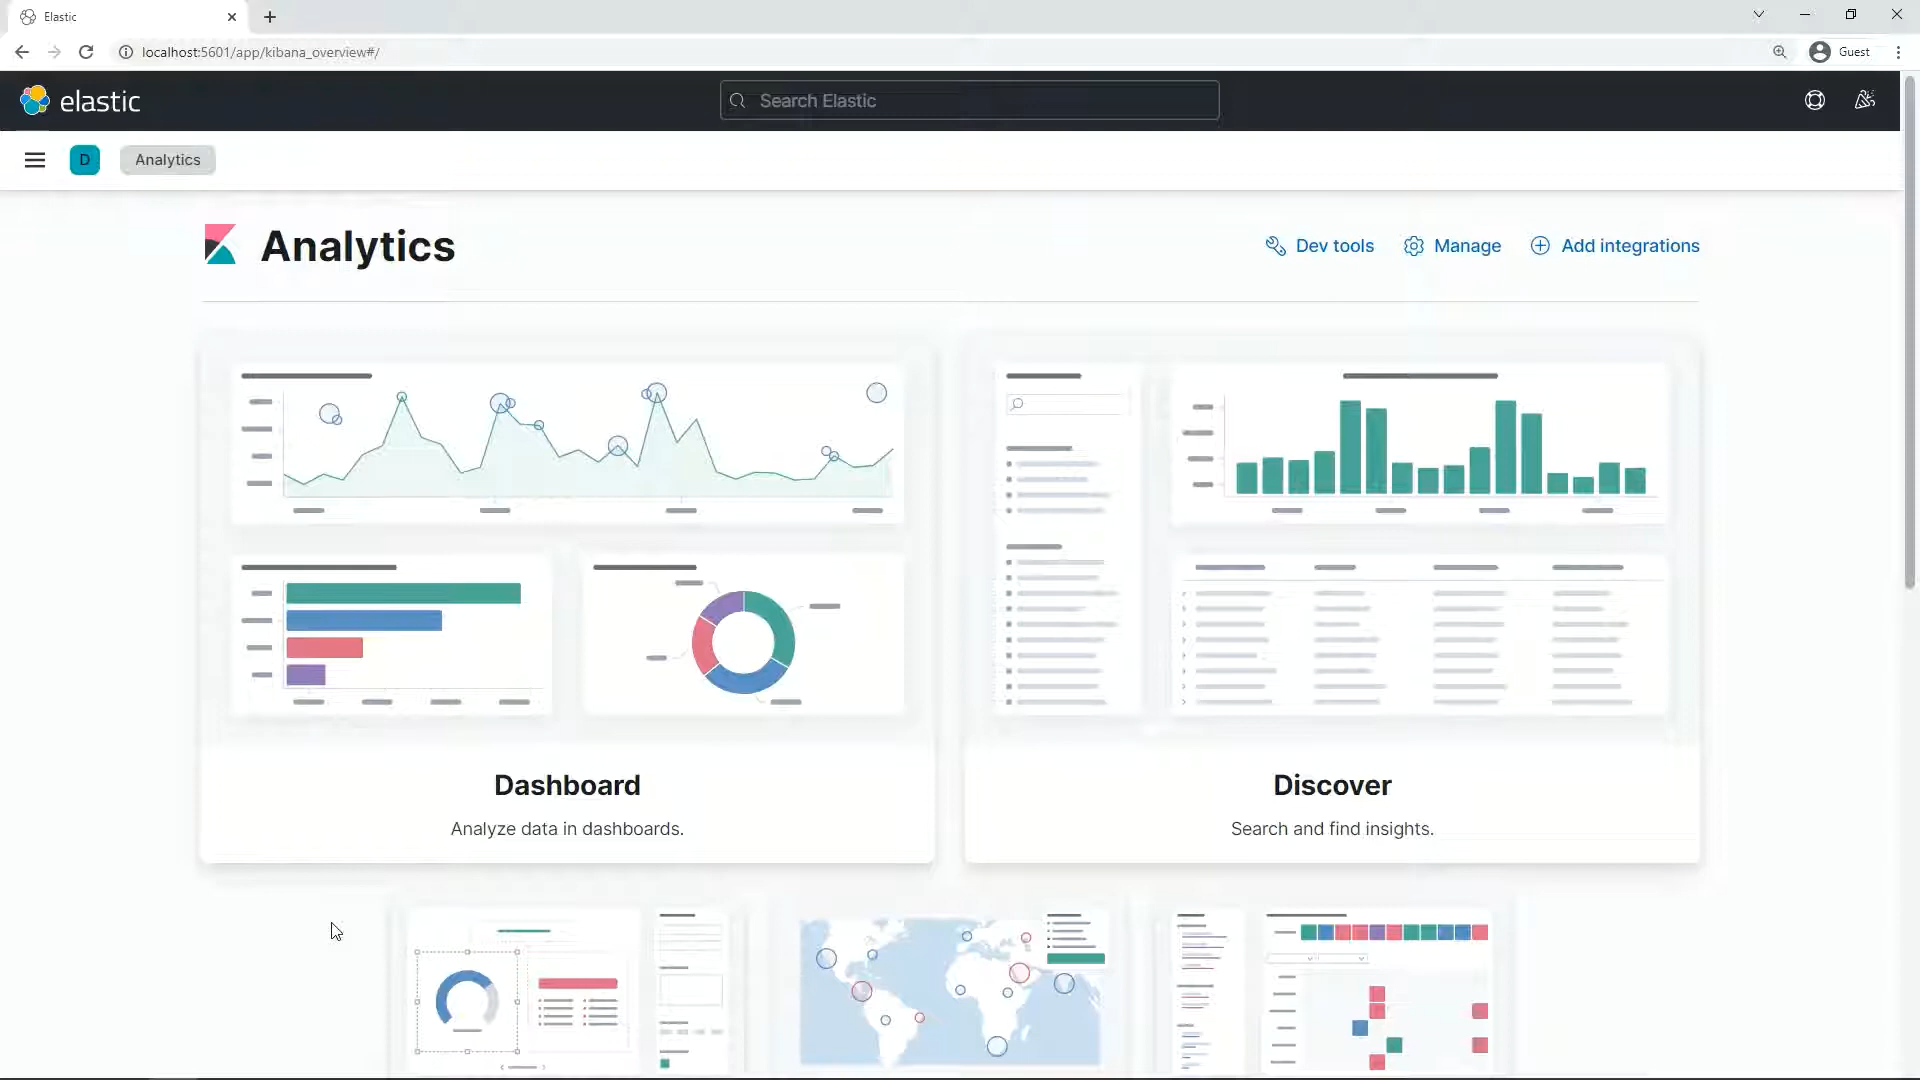 Elastic
localhost:5601/app/kibana_overview#/
Guest
elastic
Search Elastic
D
Analytics
Analytics
Dev tools
Manage
Add integrations
Dashboard
Discover
Analyze data in dashboards.
Search and find insights.